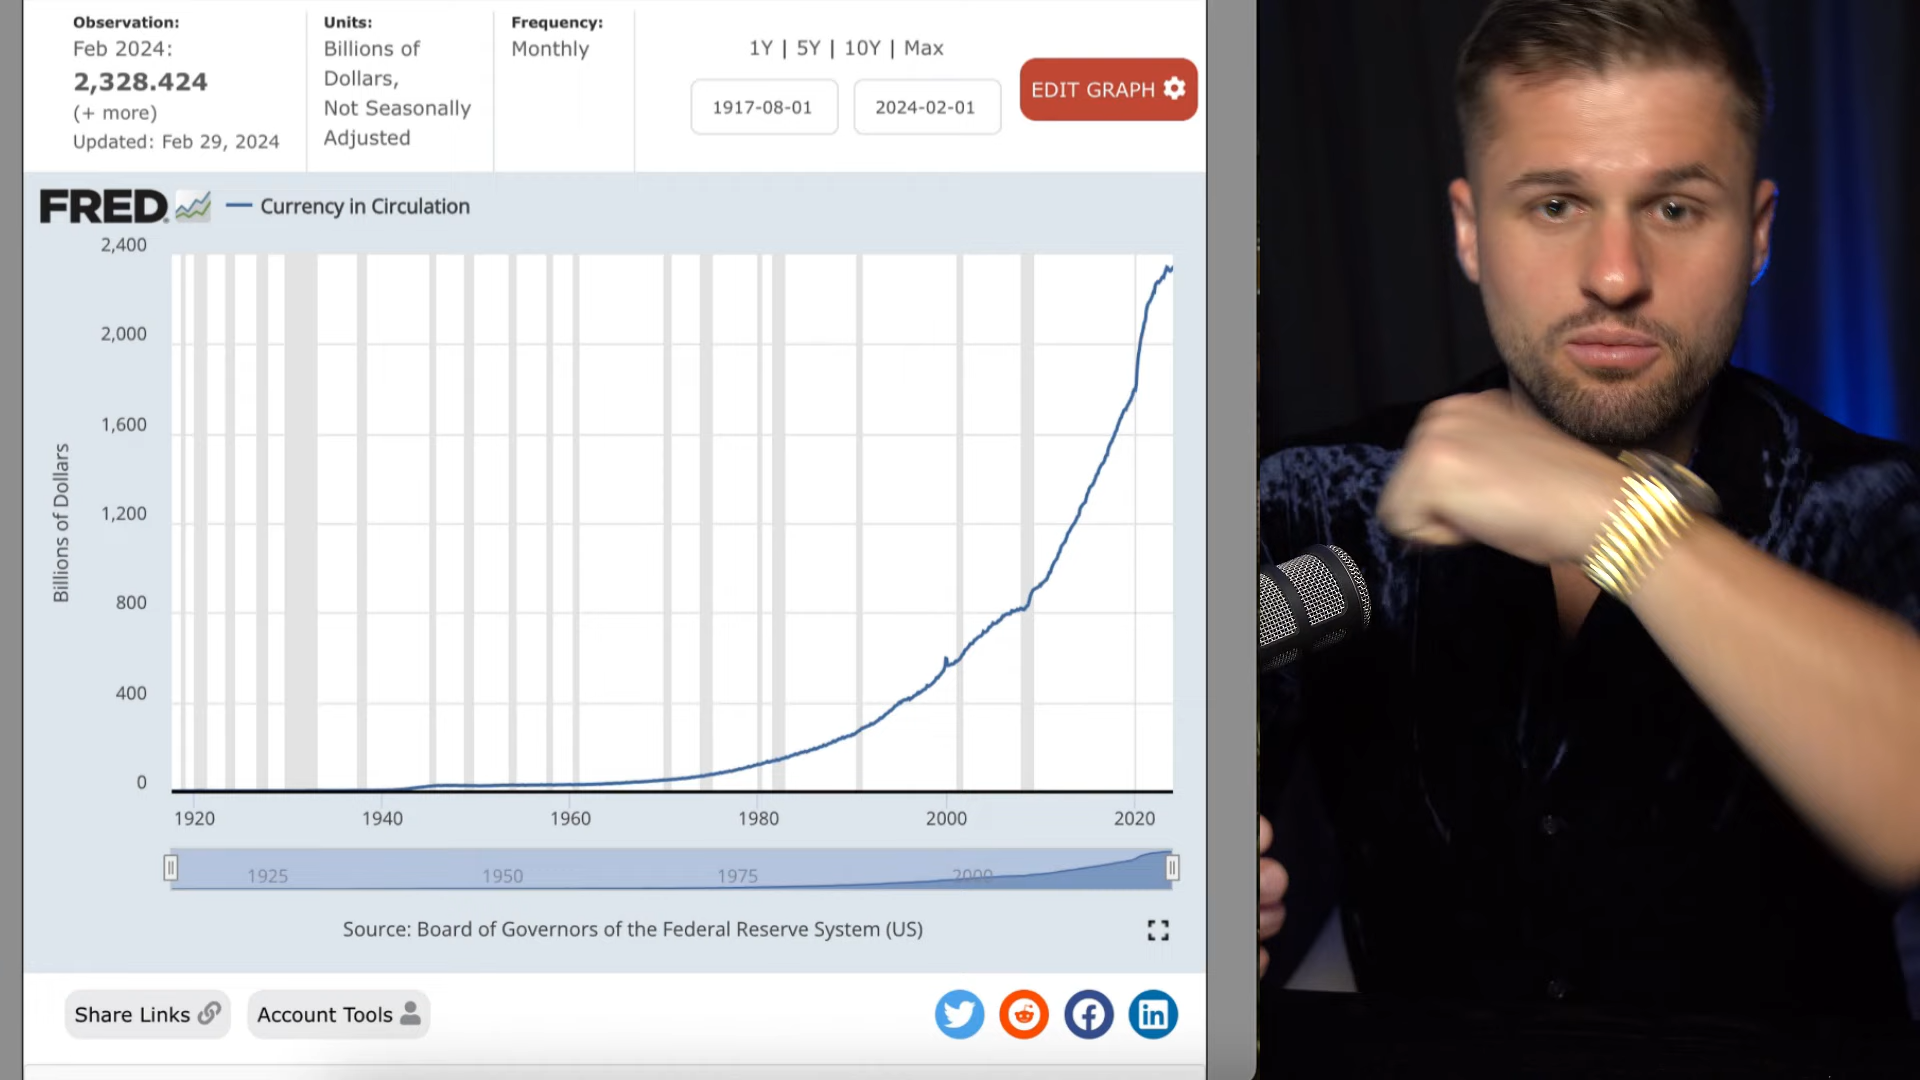 Observation:
Feb 2024:
2,328.424
(+ more)
Updated: Feb 29, 2024
Units:
Billions of
Dollars,
Not Seasonally
Adjusted
Frequency:
Monthly
1Y | 5Y | 10Y | Max
1917-08-01
2024-02-01
EDIT GRAPH
FRED
Currency in Circulation
Billions of Dollars
2,400
2,000
1,600
1,200
800
400
0
1920 1940 1960 1980 2000 2020
1925 1950 1975 2000
Source: Board of Governors of the Federal Reserve System (US)
Share Links
Account Tools